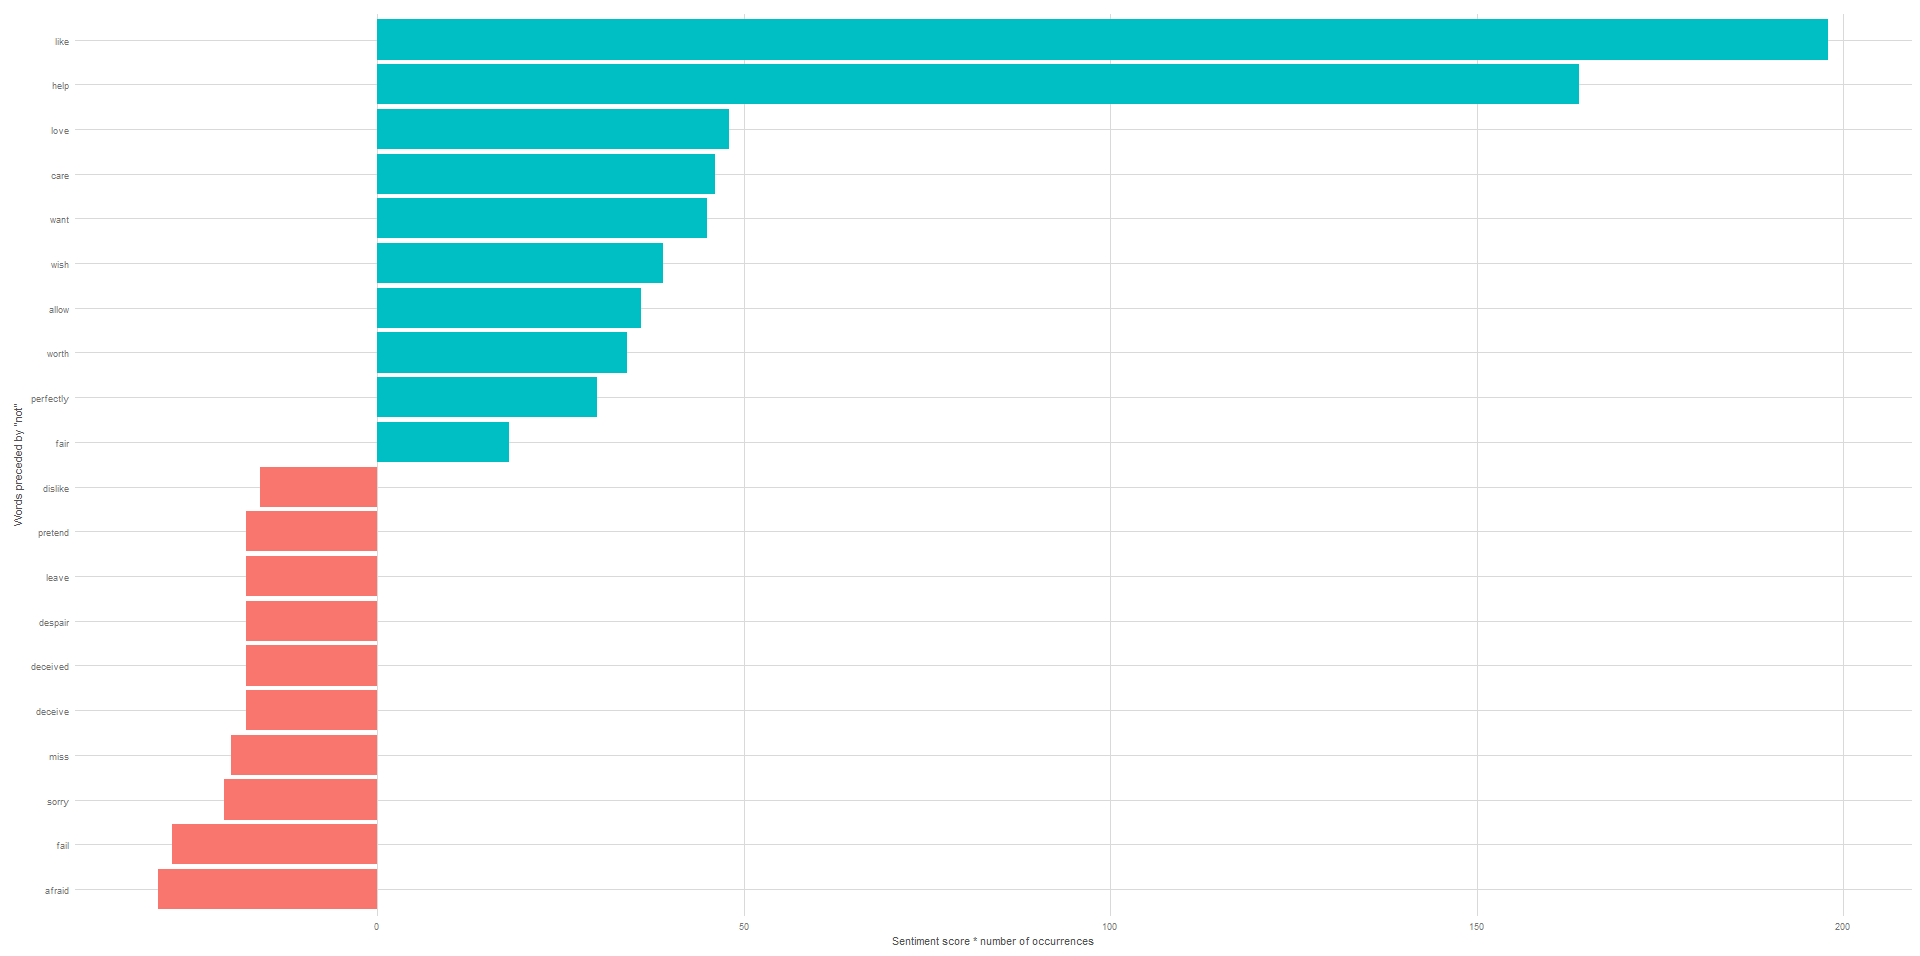 like
help
love
care
want
wish
allow
worth
perfectly
fair
dislike
pretend
leave
despair
deceived
deceive
miss
sorry
fail
afraid
Words preceded by "not"
0 50 100 150 200
Sentiment score * number of occurrences